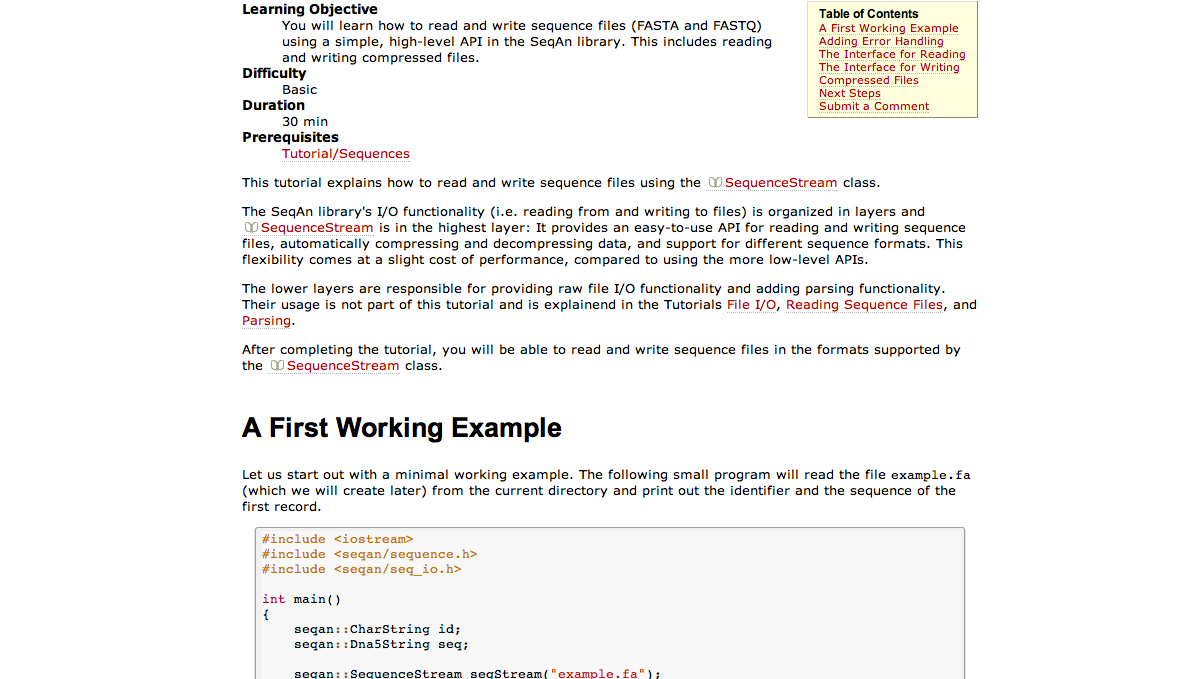 Learning Objective
You will learn how to read and write sequence files (FASTA and FASTQ)
using a simple, high-level API in the SeqAn library. This includes reading
and writing compressed files.
Difficulty
Basic
Duration
30 min
Prerequisites
Tutorial/Sequences
Table of Contents
A First Working Example
Adding Error Handling
The Interface for Reading
The Interface for Writing
Compressed Files
Next Steps
Submit a Comment
This tutorial explains how to read and write sequence files using the SequenceStream class.
The SeqAn library's I/O functionality (i.e. reading from and writing to files) is organized in layers and
SequenceStream is in the highest layer: It provides an easy-to-use API for reading and writing sequence
files, automatically compressing and decompressing data, and support for different sequence formats. This
flexibility comes at a slight cost of performance, compared to using the more low-level APIs.
The lower layers are responsible for providing raw file I/O functionality and adding parsing functionality.
Their usage is not part of this tutorial and is explainend in the Tutorials File I/O, Reading Sequence Files, and
Parsing.
After completing the tutorial, you will be able to read and write sequence files in the formats supported by
the SequenceStream class.
A First Working Example
Let us start out with a minimal working example. The following small program will read the file example.fa
(which we will create later) from the current directory and print out the identifier and the sequence of the
first record.
#include <iostream>
#include <seqan/sequence.h>
#include <seqan/seq_io.h>
int main()
{
seqan::CharString id;
seqan::Dna5String seq;
seqan::SequenceStream seqStream("example.fa");